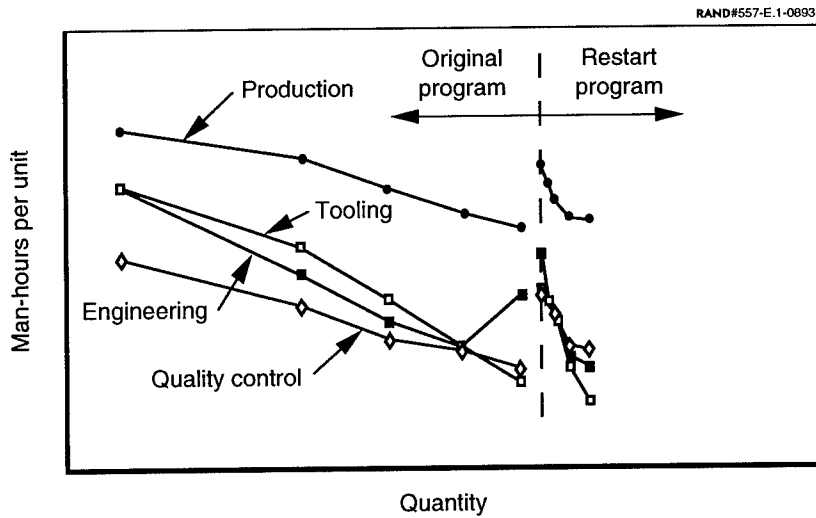 RAND#557-E.1-0893
Original
program
Restart
program
Production
Tooling
Engineering
Quality control
Man-hours per unit
Quantity